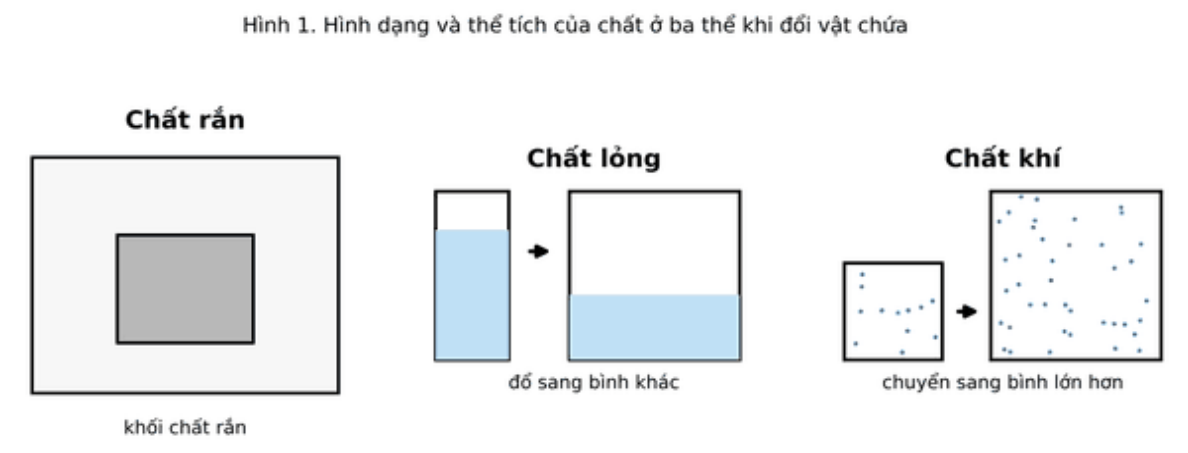 Hình 1. Hình dạng và thể tích của chất ở ba thể khi đổi vật chứa
Chất rắn
khối chất rắn
Chất lỏng
đổ sang bình khác
Chất khí
chuyển sang bình lớn hơn